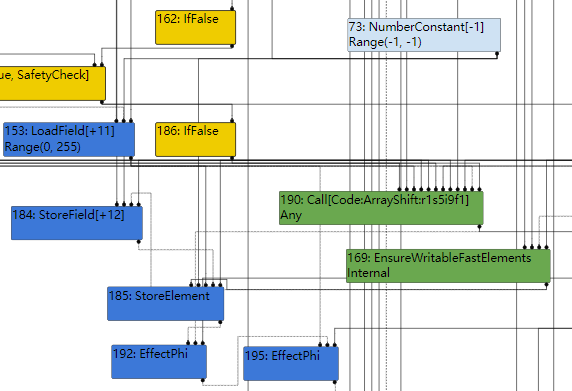 162: IfFalse
73: NumberConstant[-1]
Range(-1, -1)
ue, SafetyCheck]
153: LoadField[+11]
Range(0, 255)
186: IfFalse
190: Call[Code:ArrayShift:r1s5i9f1]
Any
184: StoreField[+12]
169: EnsureWritableFastElements
Internal
185: StoreElement
192: EffectPhi
195: EffectPhi